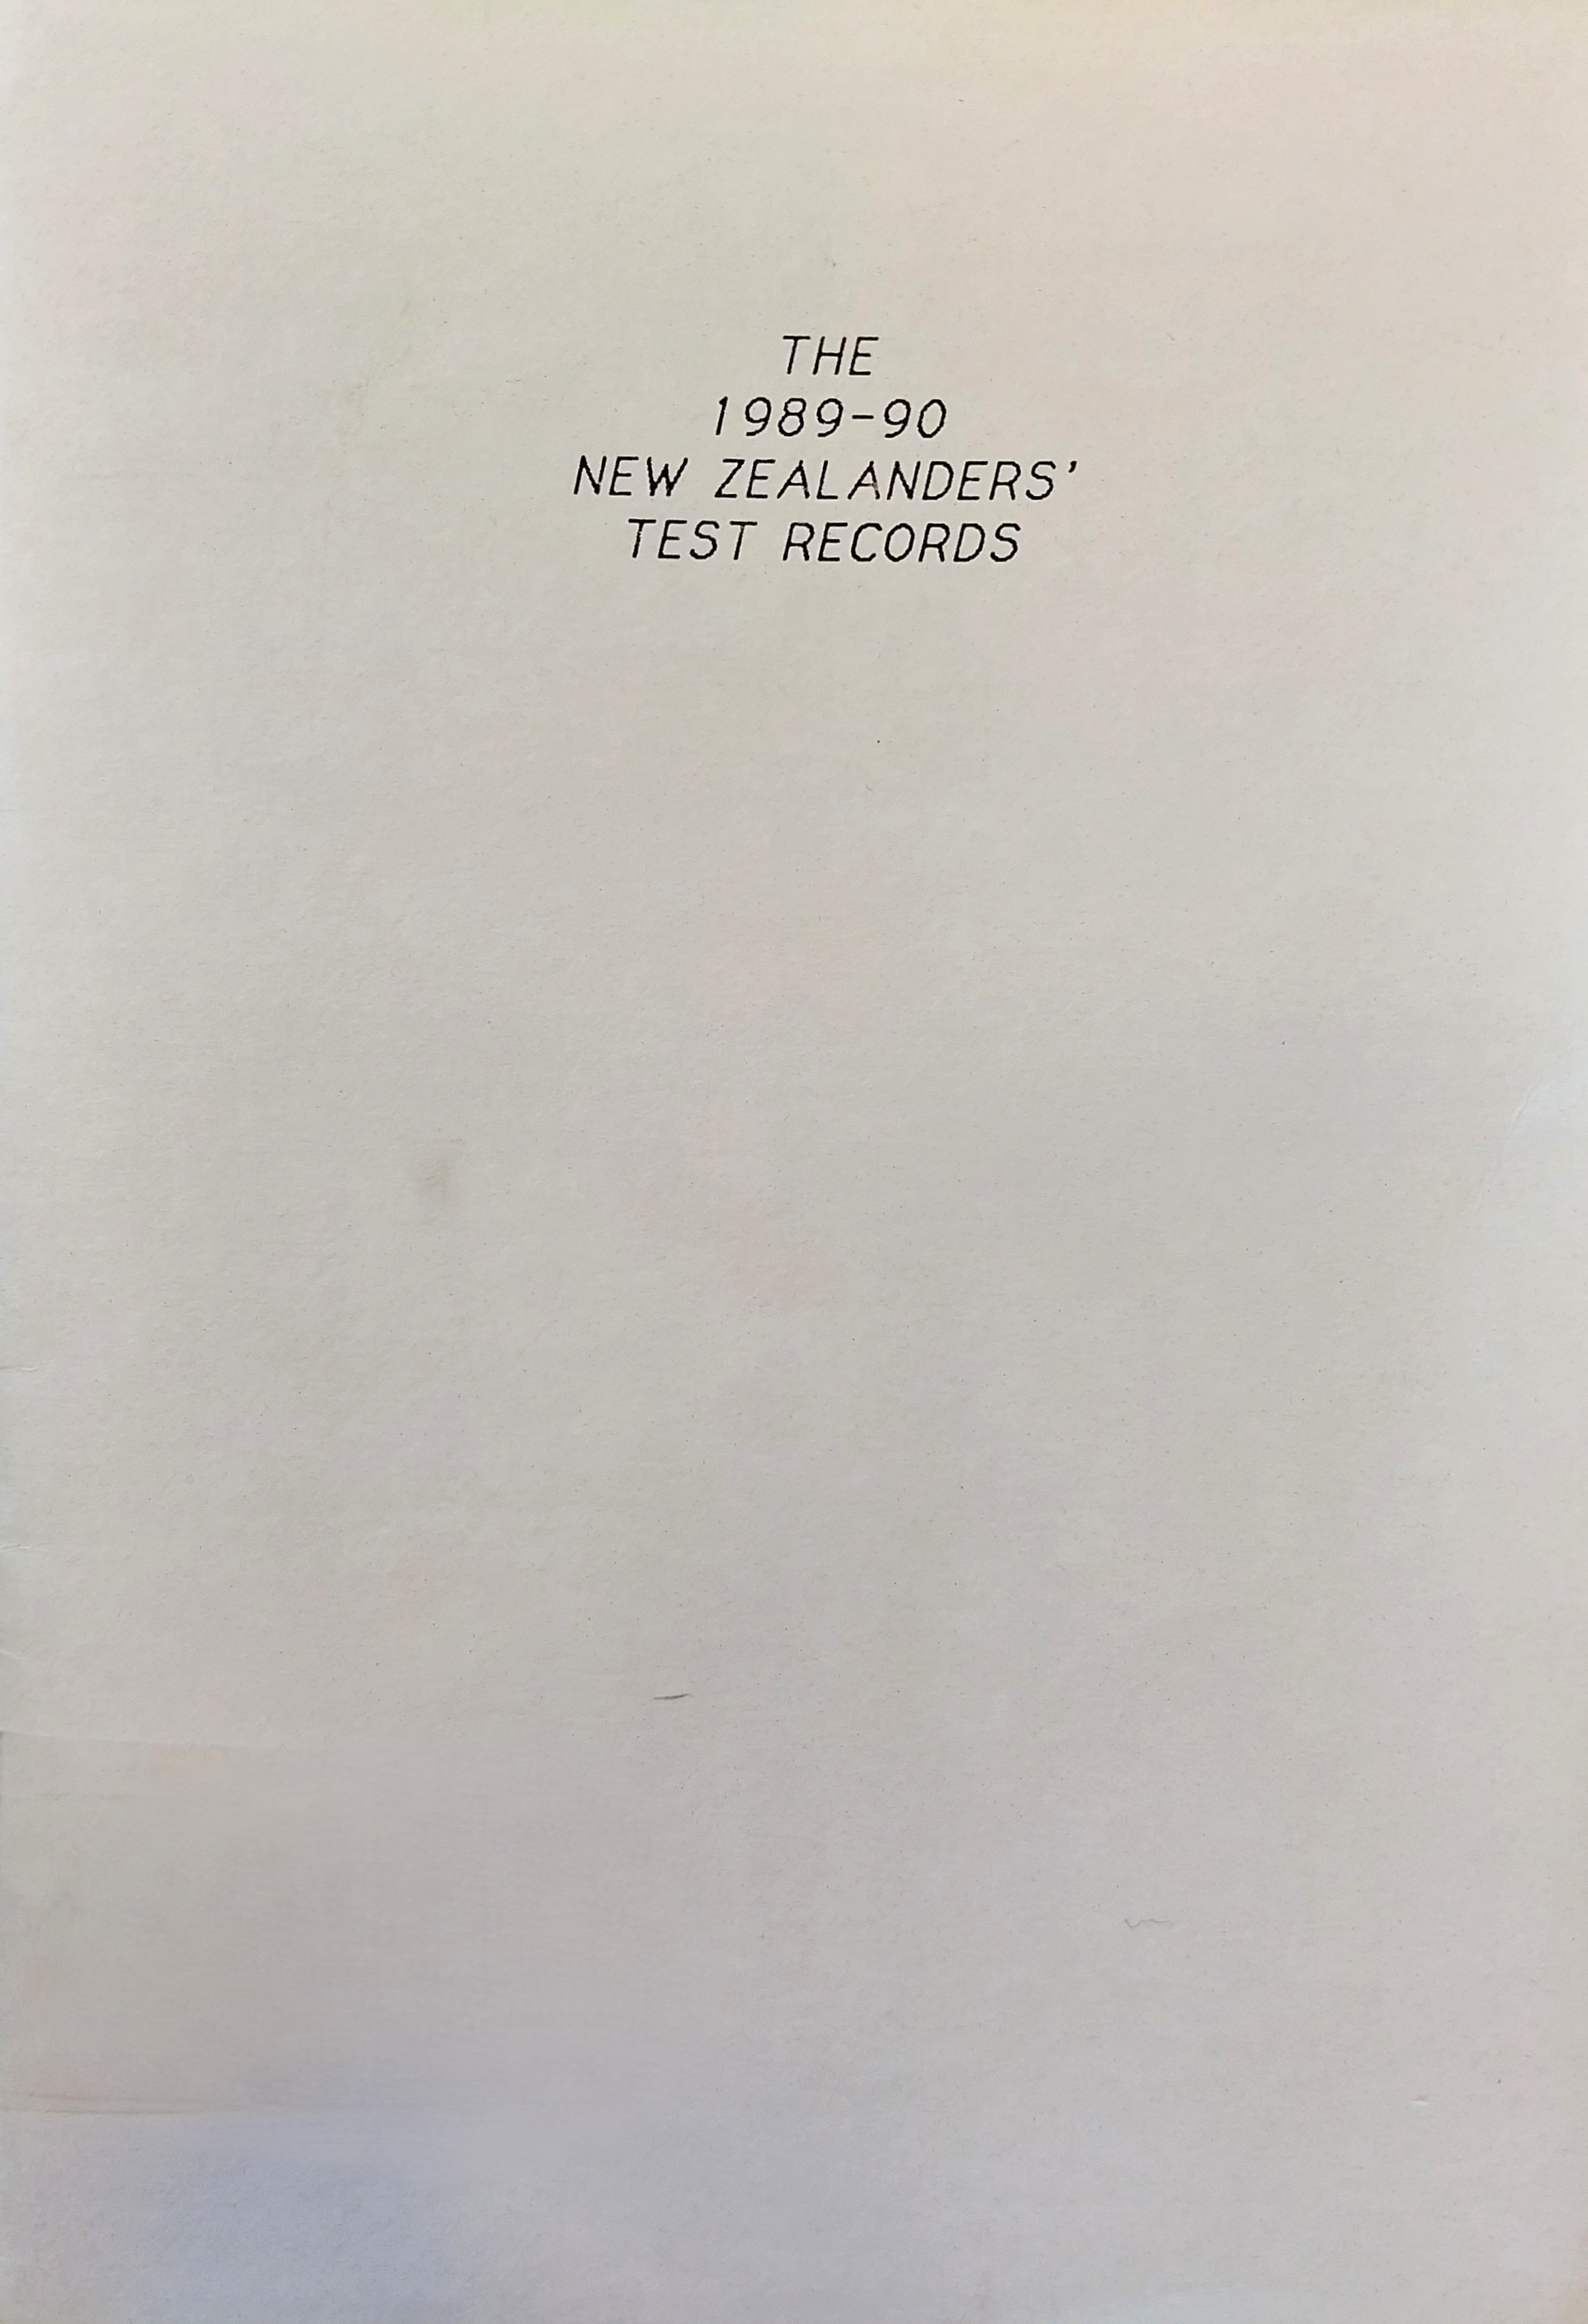 THE
1989-90
NEW ZEALANDERS'
TEST RECORDS